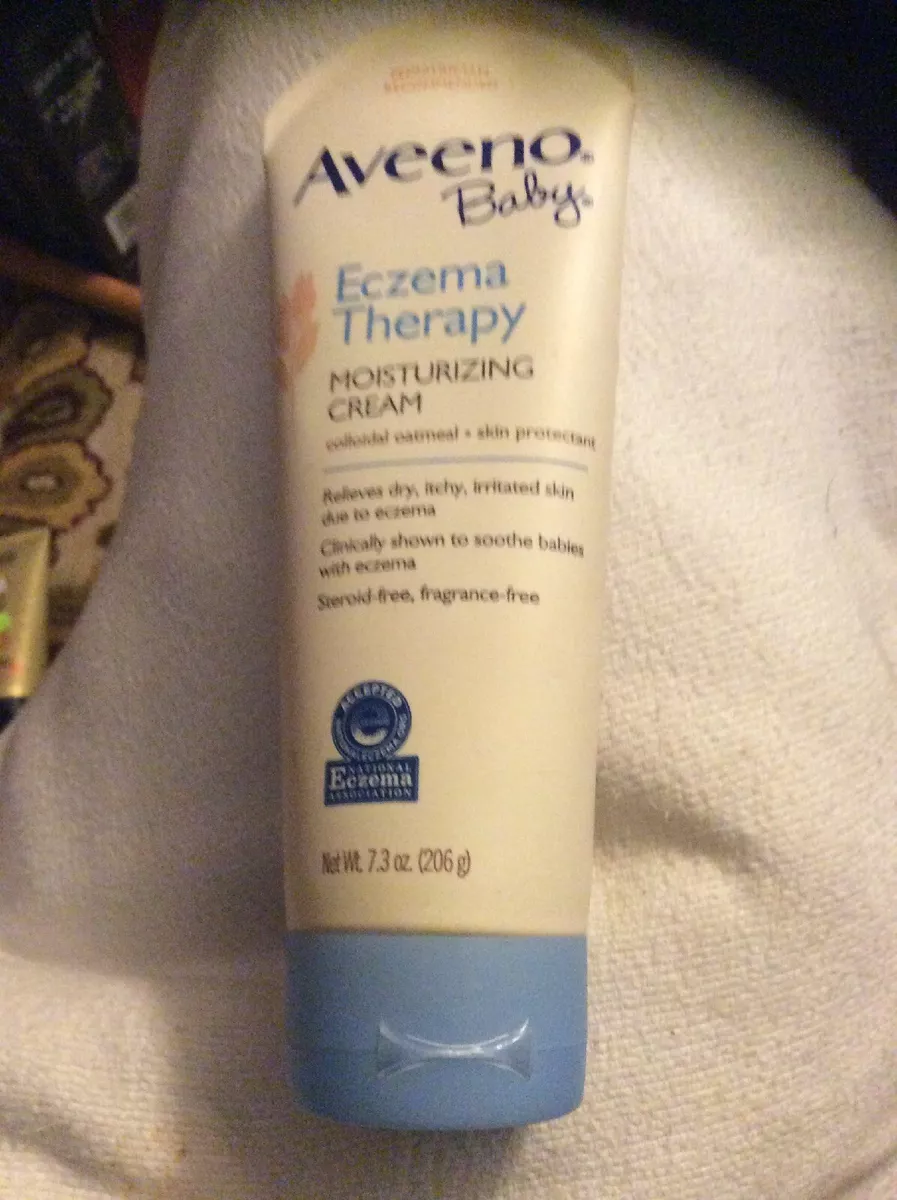 Aveeno®
Baby®
Eczema
Therapy
MOISTURIZING
CREAM
colloidal oatmeal • skin protectant
Relieves dry, itchy, irritated skin
due to eczema
Clinically shown to soothe babies
with eczema
Steroid-free, fragrance-free
ACCEPTED
NATIONAL
Eczema
ASSOCIATION
Net Wt. 7.3 oz. (206 g)